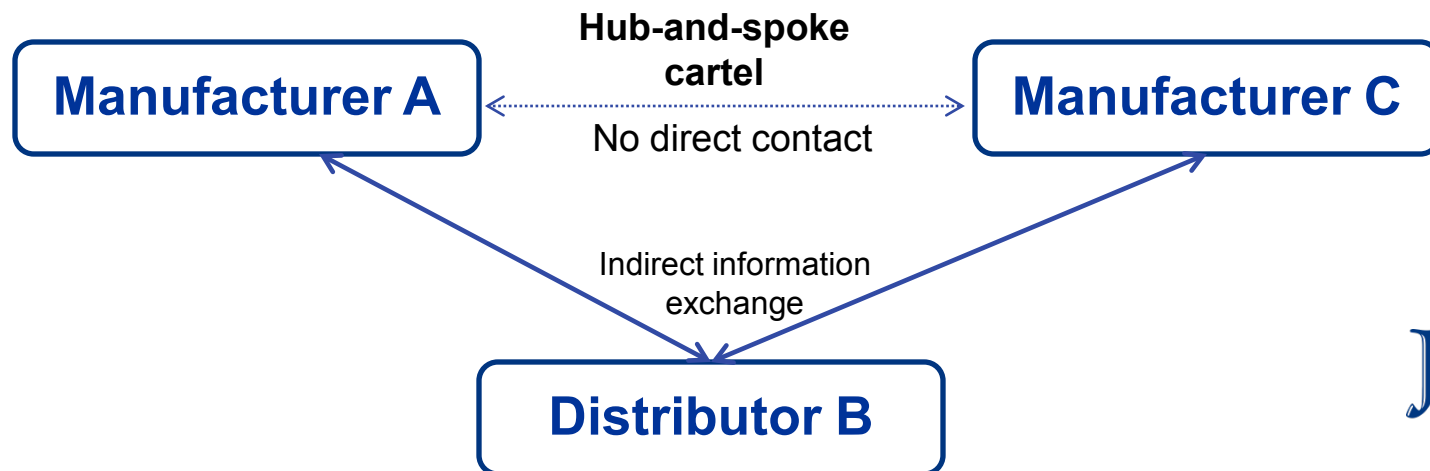 Hub-and-spoke
cartel
Manufacturer A
Manufacturer C
No direct contact
Indirect information
exchange
J
Distributor B